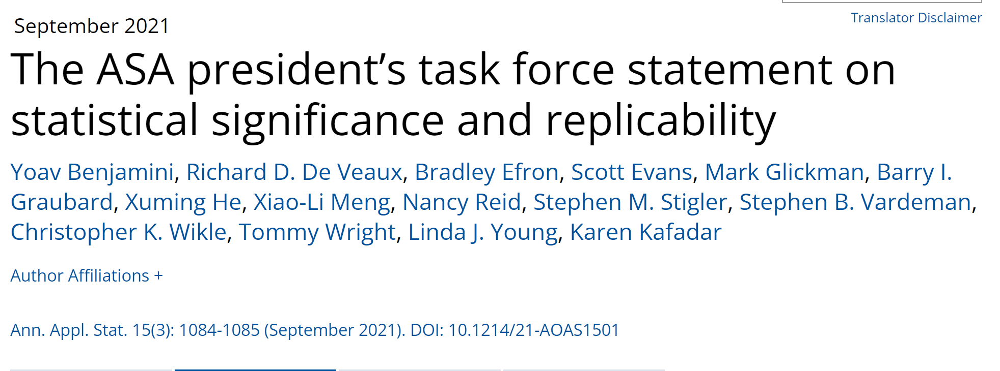 Translator Disclaimer
September 2021
The ASA president’s task force statement on
statistical significance and replicability
Yoav Benjamini, Richard D. De Veaux, Bradley Efron, Scott Evans, Mark Glickman, Barry I.
Graubard, Xuming He, Xiao-Li Meng, Nancy Reid, Stephen M. Stigler, Stephen B. Vardeman,
Christopher K. Wikle, Tommy Wright, Linda J. Young, Karen Kafadar
Author Affiliations +
Ann. Appl. Stat. 15(3): 1084-1085 (September 2021). DOI: 10.1214/21-AOAS1501